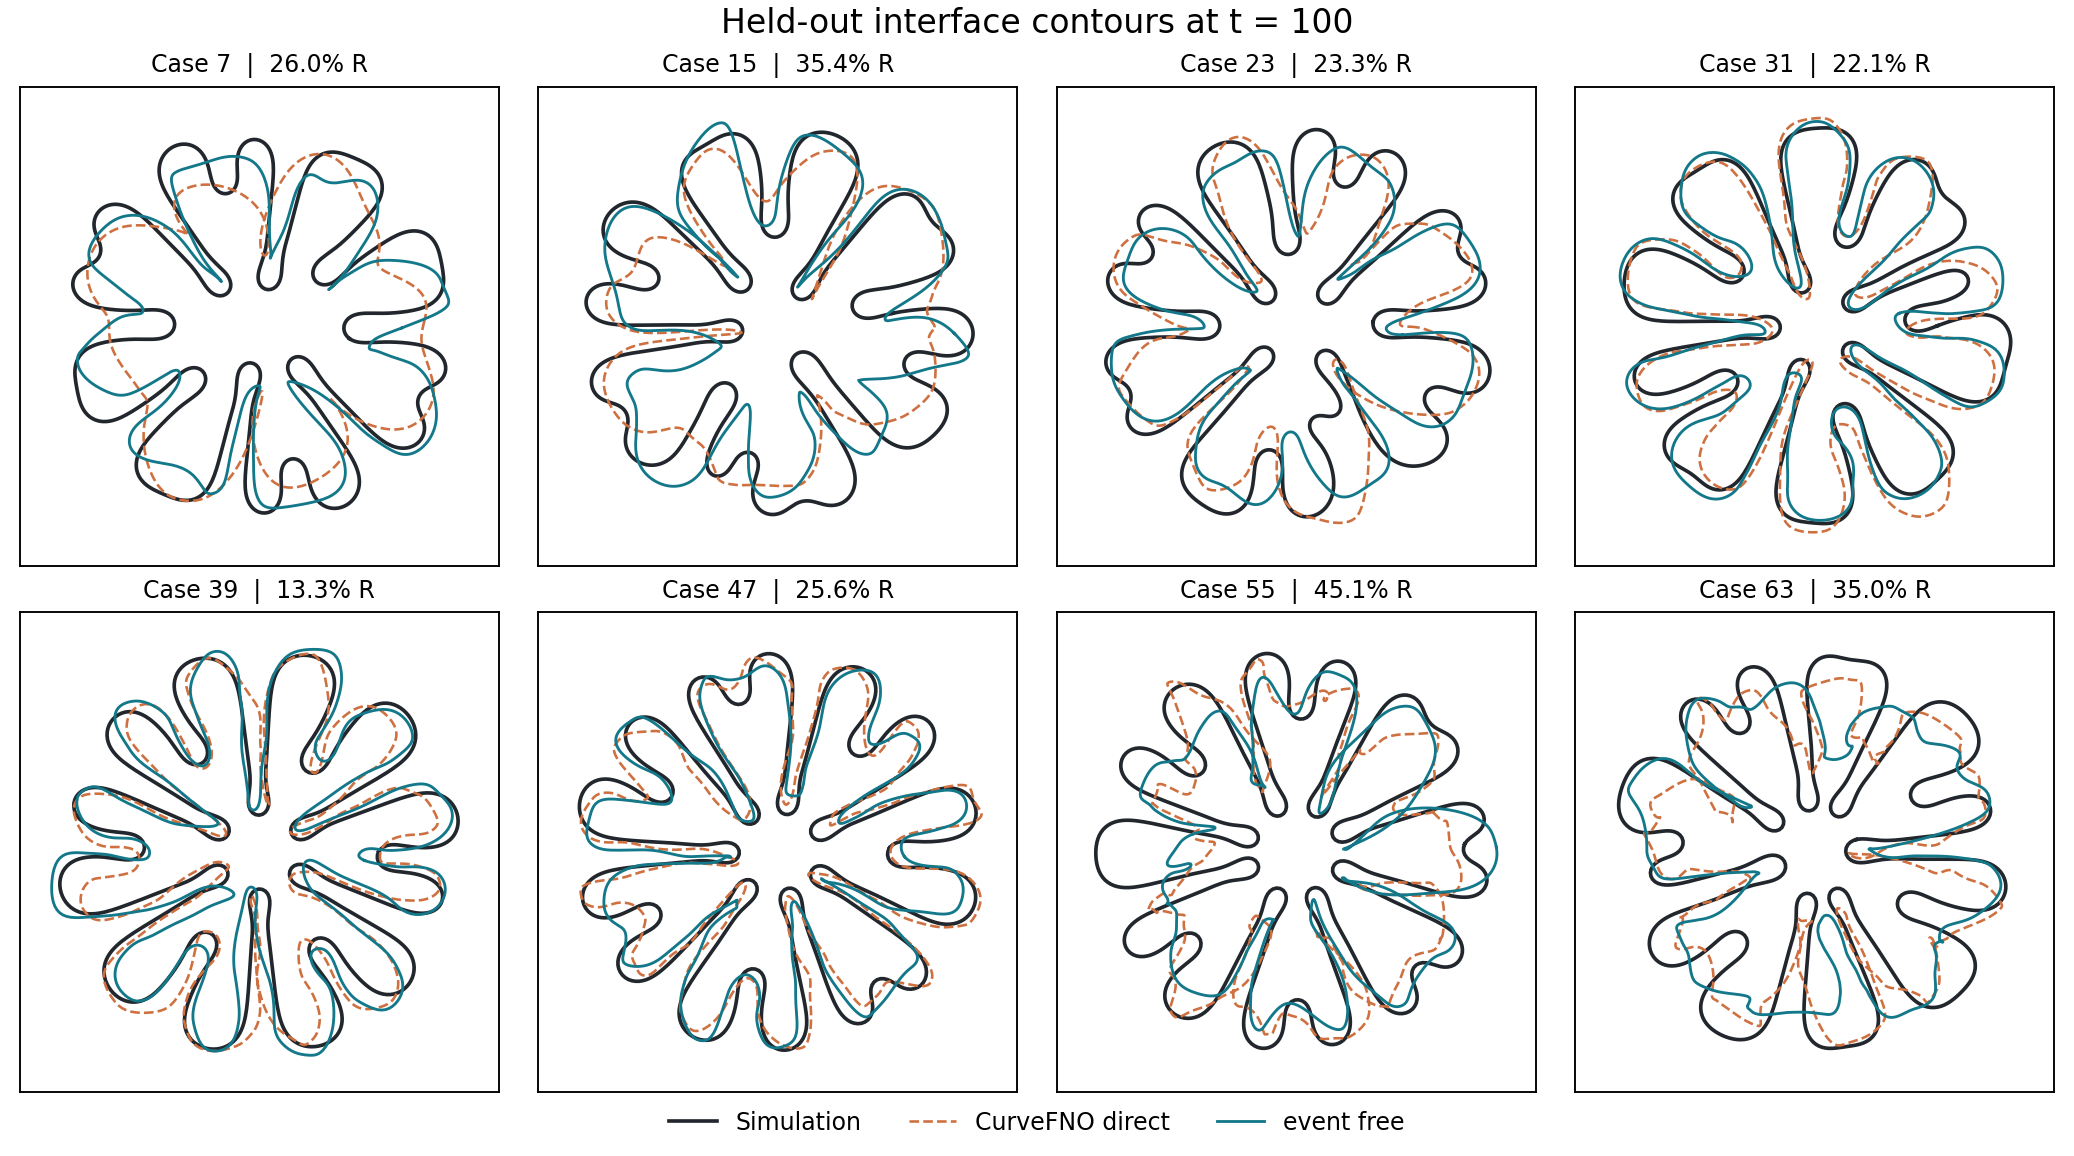 Held-out interface contours at t = 100
Case 7 | 26.0% R
Case 15 | 35.4% R
Case 23 | 23.3% R
Case 31 | 22.1% R
Case 39 | 13.3% R
Case 47 | 25.6% R
Case 55 | 45.1% R
Case 63 | 35.0% R
Simulation
CurveFNO direct
event free